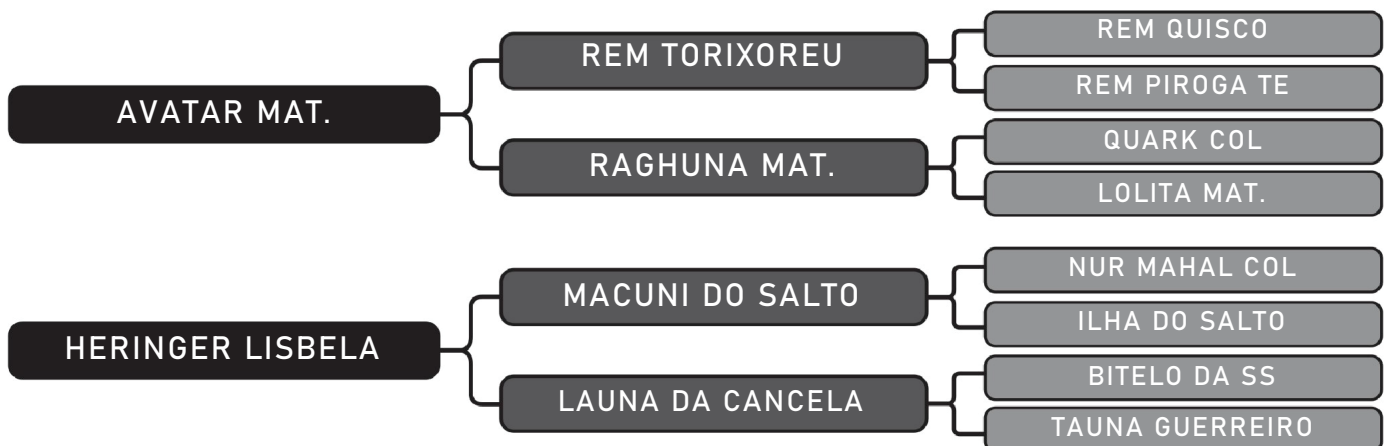 REM QUISCO
REM TORIXOREU
REM PIROGA TE
AVATAR MAT.
QUARK COL
RAGHUNA MAT.
LOLITA MAT.
NUR MAHAL COL
MACUNI DO SALTO
ILHA DO SALTO
HERINGER LISBELA
BITELO DA SS
LAUNA DA CANCELA
TAUNA GUERREIRO